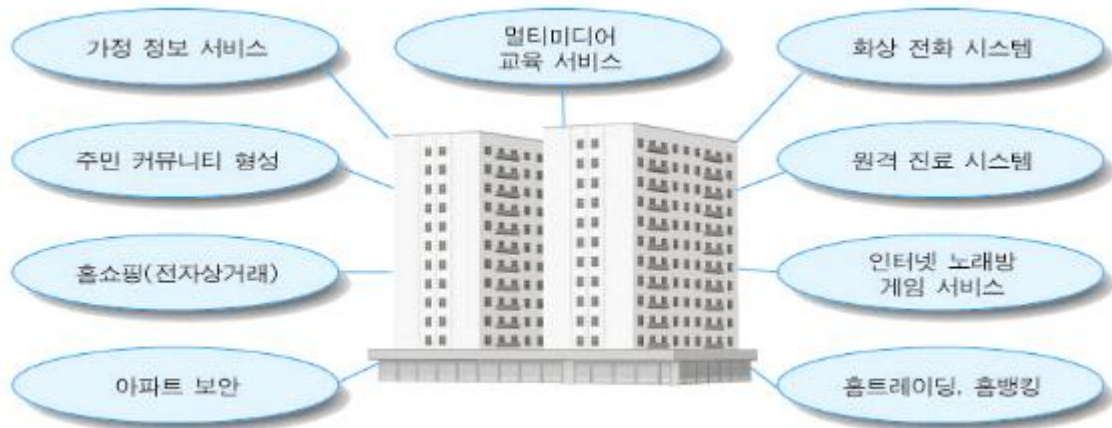 가정 정보 서비스
멀티미디어
교육 서비스
화상 전화 시스템
주민 커뮤니티 형성
원격 진료 시스템
홈쇼핑(전자상거래)
인터넷 노래방
게임 서비스
아파트 보안
홈트레이딩, 홈뱅킹